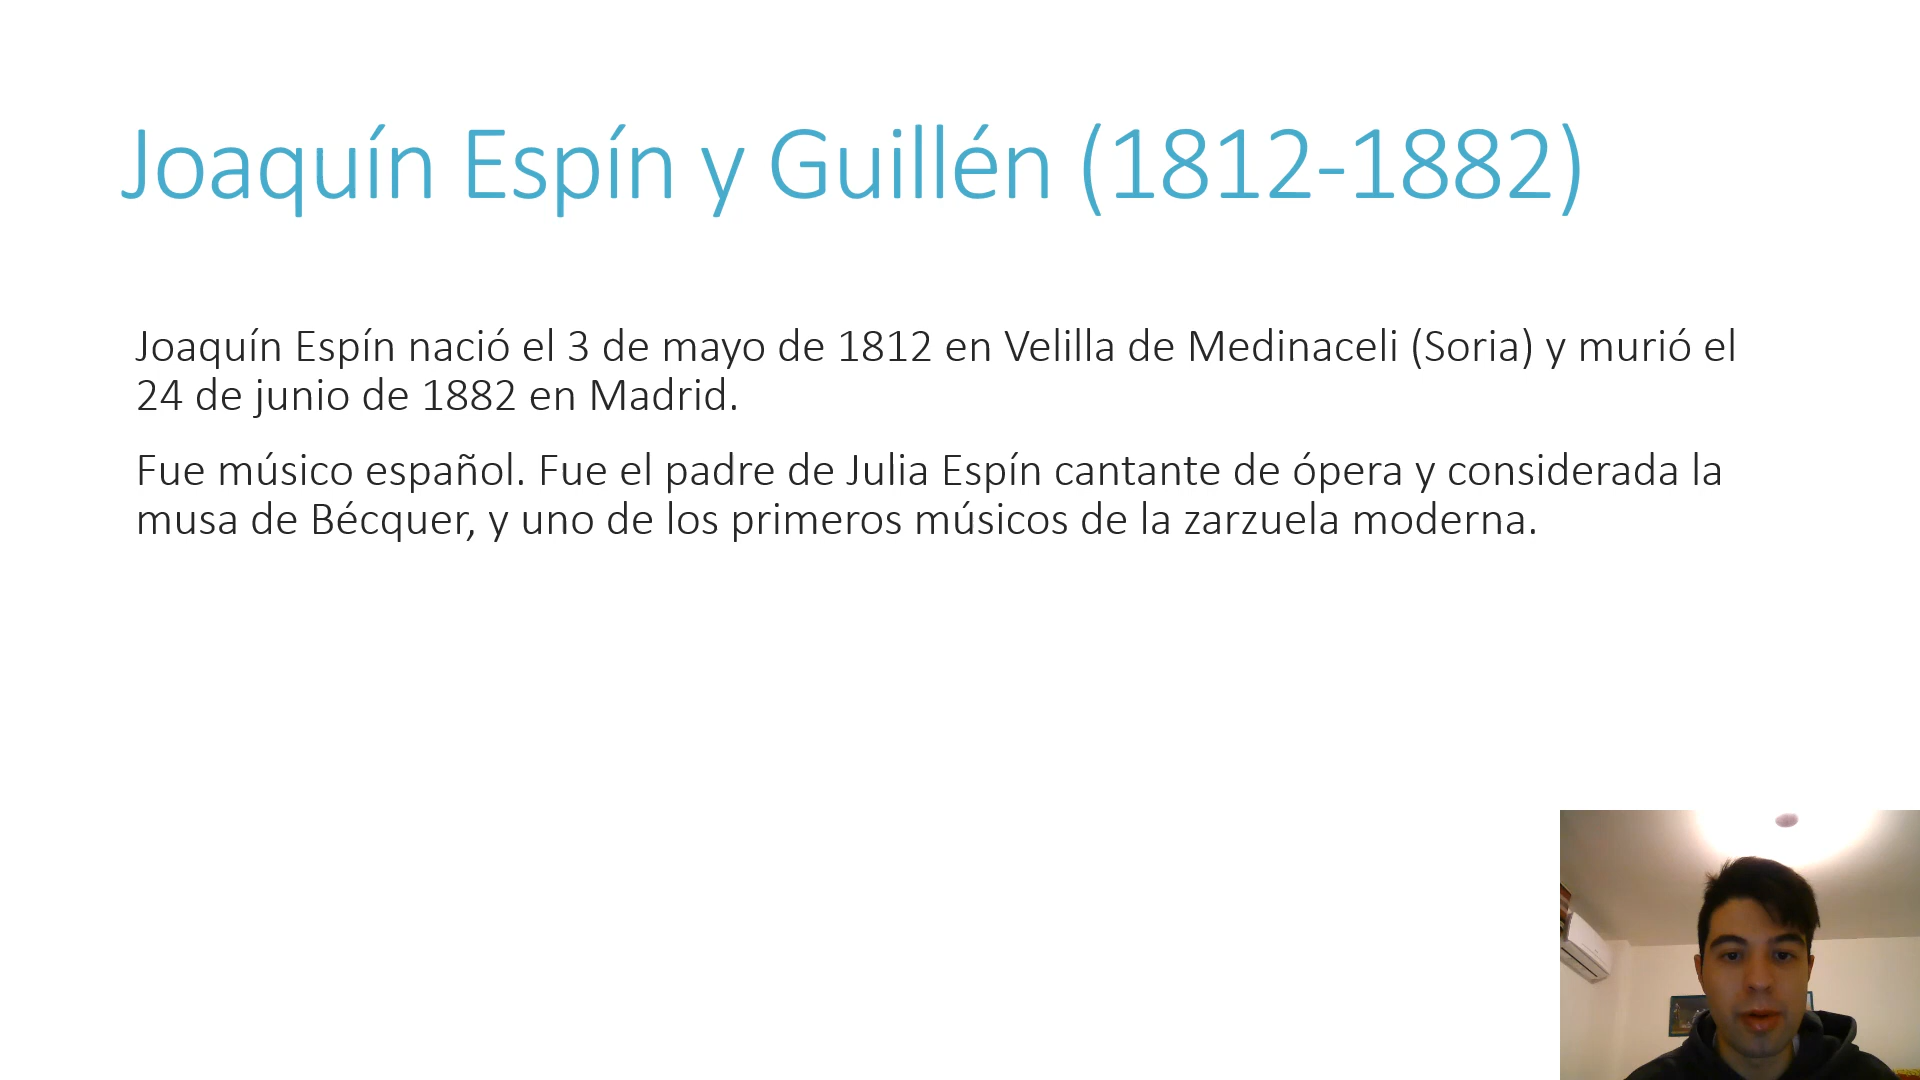 Joaquín Espín y Guillén (1812-1882)
Joaquín Espín nació el 3 de mayo de 1812 en Velilla de Medinaceli (Soria) y murió el
24 de junio de 1882 en Madrid.
Fue músico español. Fue el padre de Julia Espín cantante de ópera y considerada la
musa de Bécquer, y uno de los primeros músicos de la zarzuela moderna.